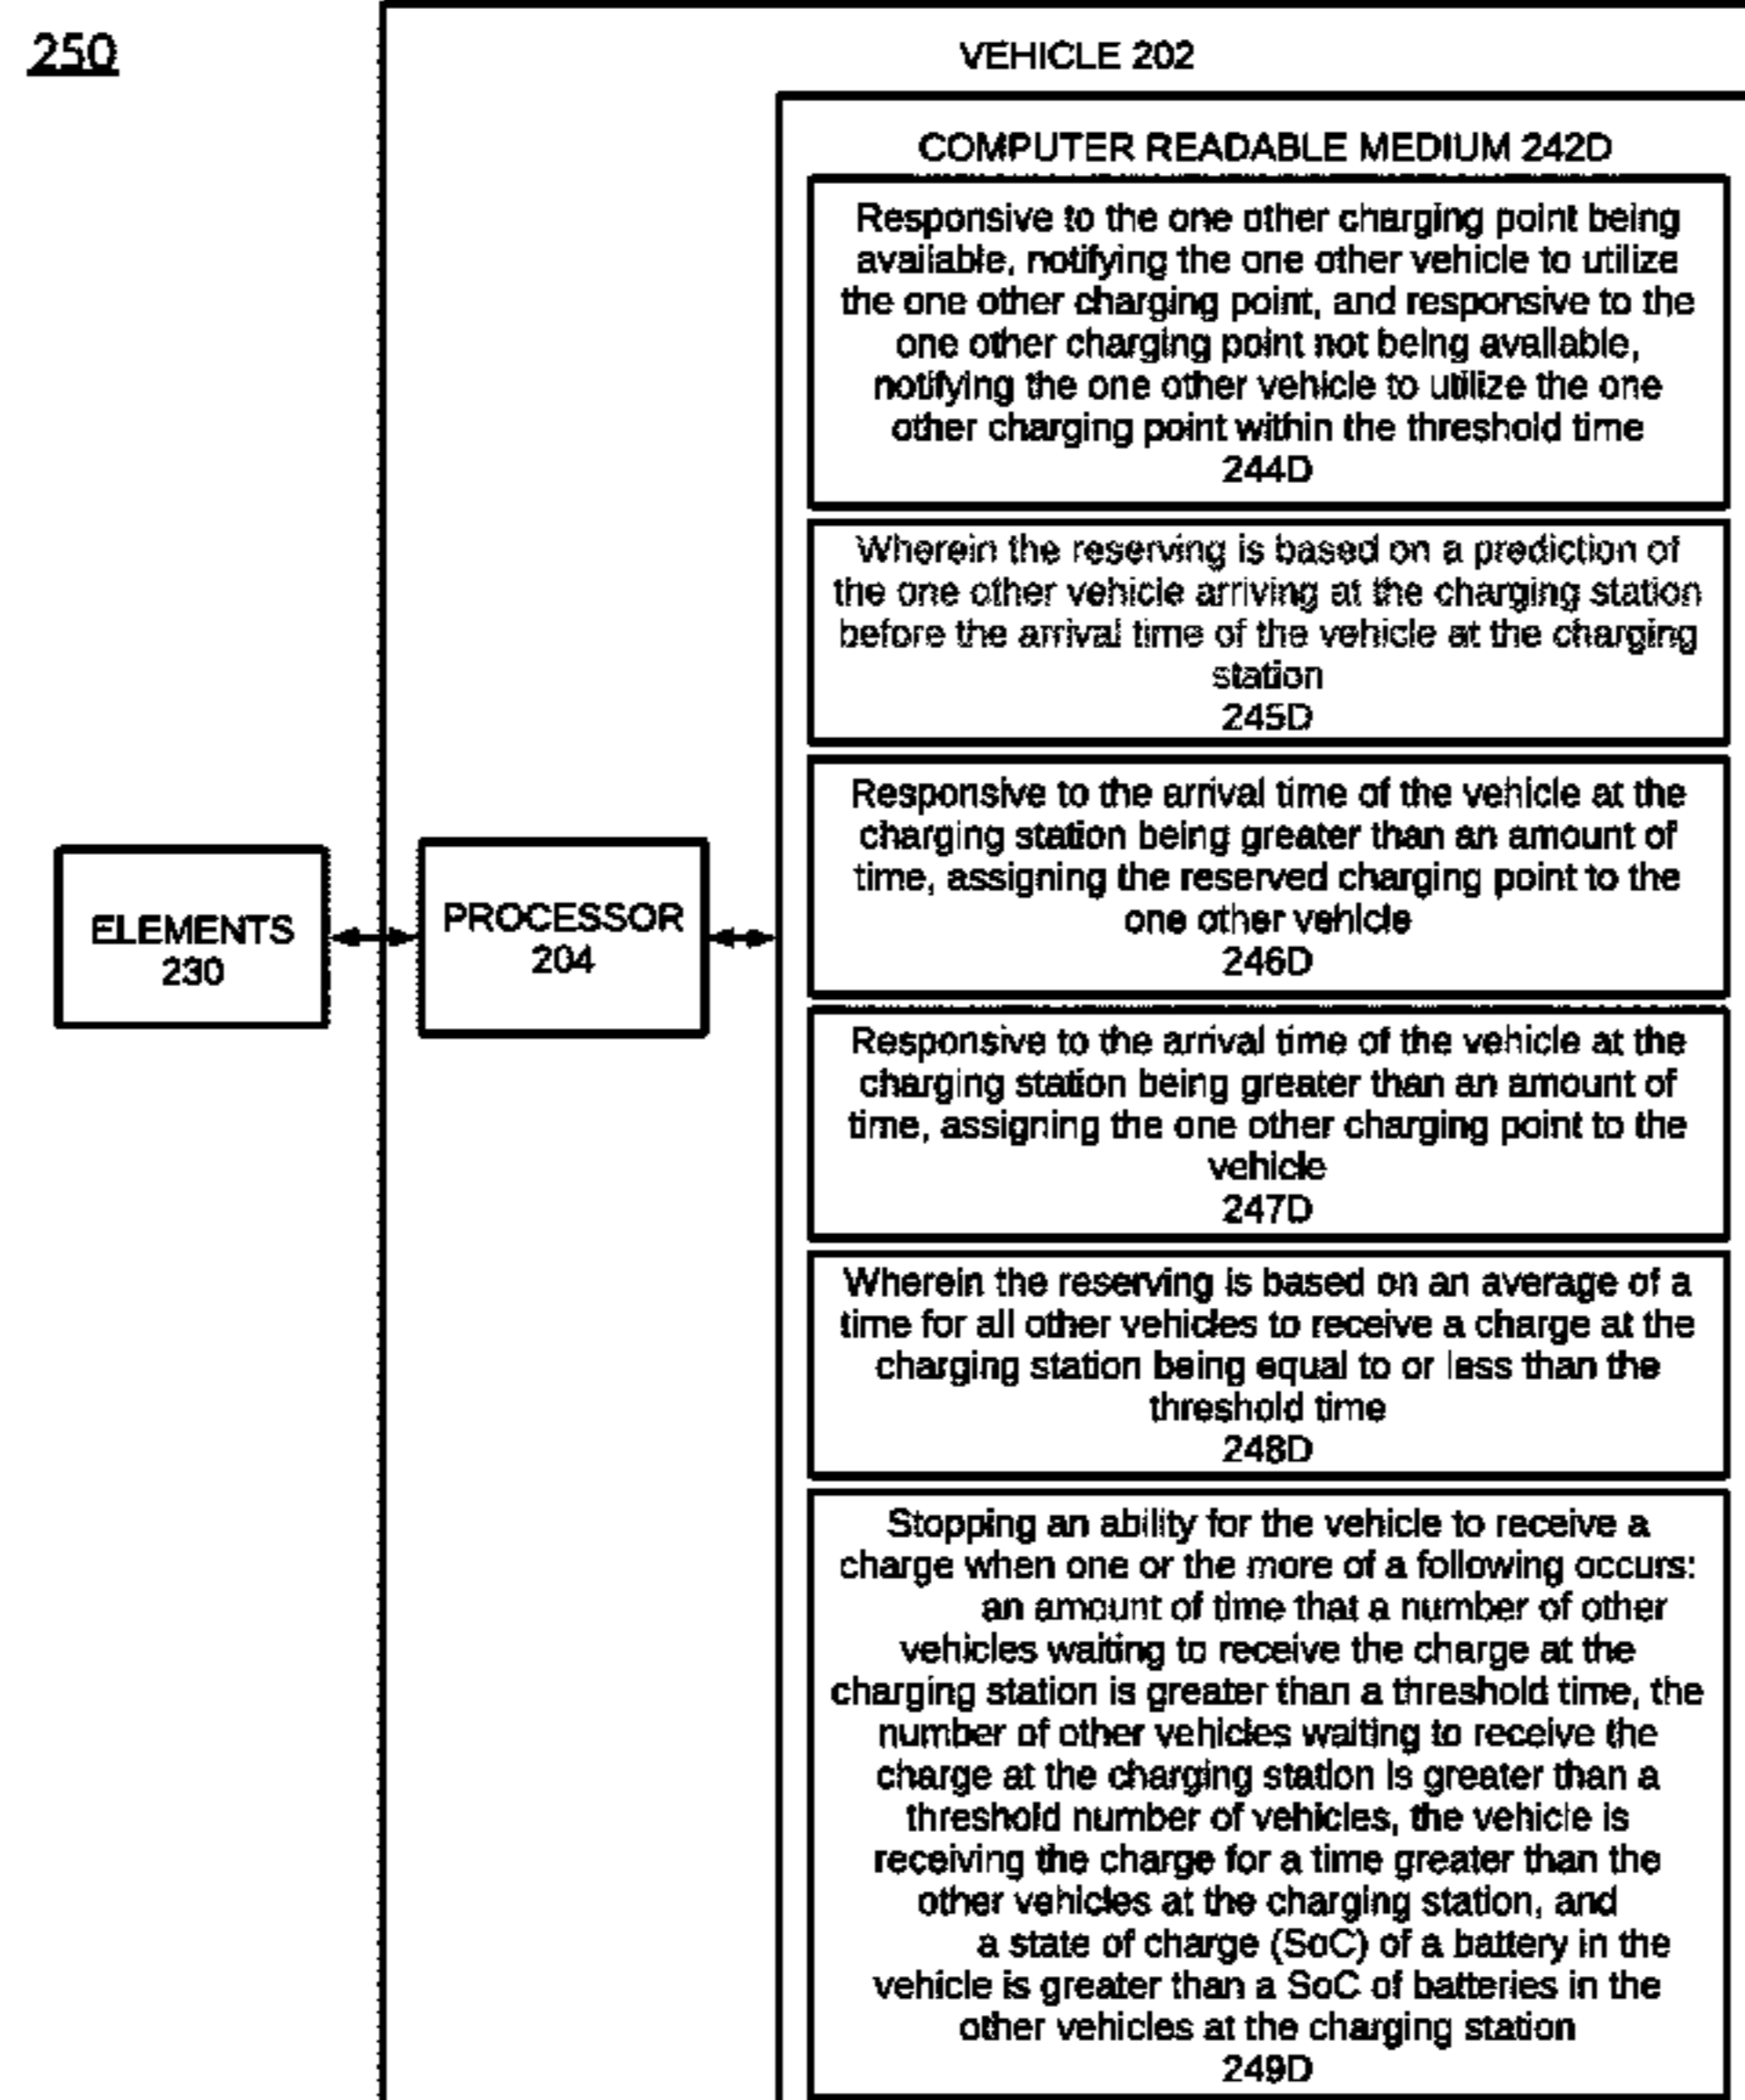 250
VEHICLE 202
COMPUTER READABLE MEDIUM 242D
Responsive to the one other charging point being
available, notifying the one other vehicle to utilize
the one other charging point, and responsive to the
one other charging point not being available,
notifying the one other vehicle to utilize the one
other charging point within the threshold time
244D
Wherein the reserving is based on a prediction of
the one other vehicle arriving at the charging station
before the arrival time of the vehicle at the charging
station
245D
Responsive to the arrival time of the vehicle at the
charging station being greater than an amount of
time, assigning the reserved charging point to the
one other vehicle
246D
ELEMENTS
230
PROCESSOR
204
Responsive to the arrival time of the vehicle at the
charging station being greater than an amount of
time, assigning the one other charging point to the
vehicle
247D
Wherein the reserving is based on an average of a
time for all other vehicles to receive a charge at the
charging station being equal to or less than the
threshold time
248D
Stopping an ability for the vehicle to receive a
charge when one or the more of a following occurs:
an amount of time that a number of other
vehicles waiting to receive the charge at the
charging station is greater than a threshold time, the
number of other vehicles waiting to receive the
charge at the charging station is greater than a
threshold number of vehicles, the vehicle is
receiving the charge for a time greater than the
other vehicles at the charging station, and
a state of charge (SoC) of a battery in the
vehicle is greater than a SoC of batteries in the
other vehicles at the charging station
249D